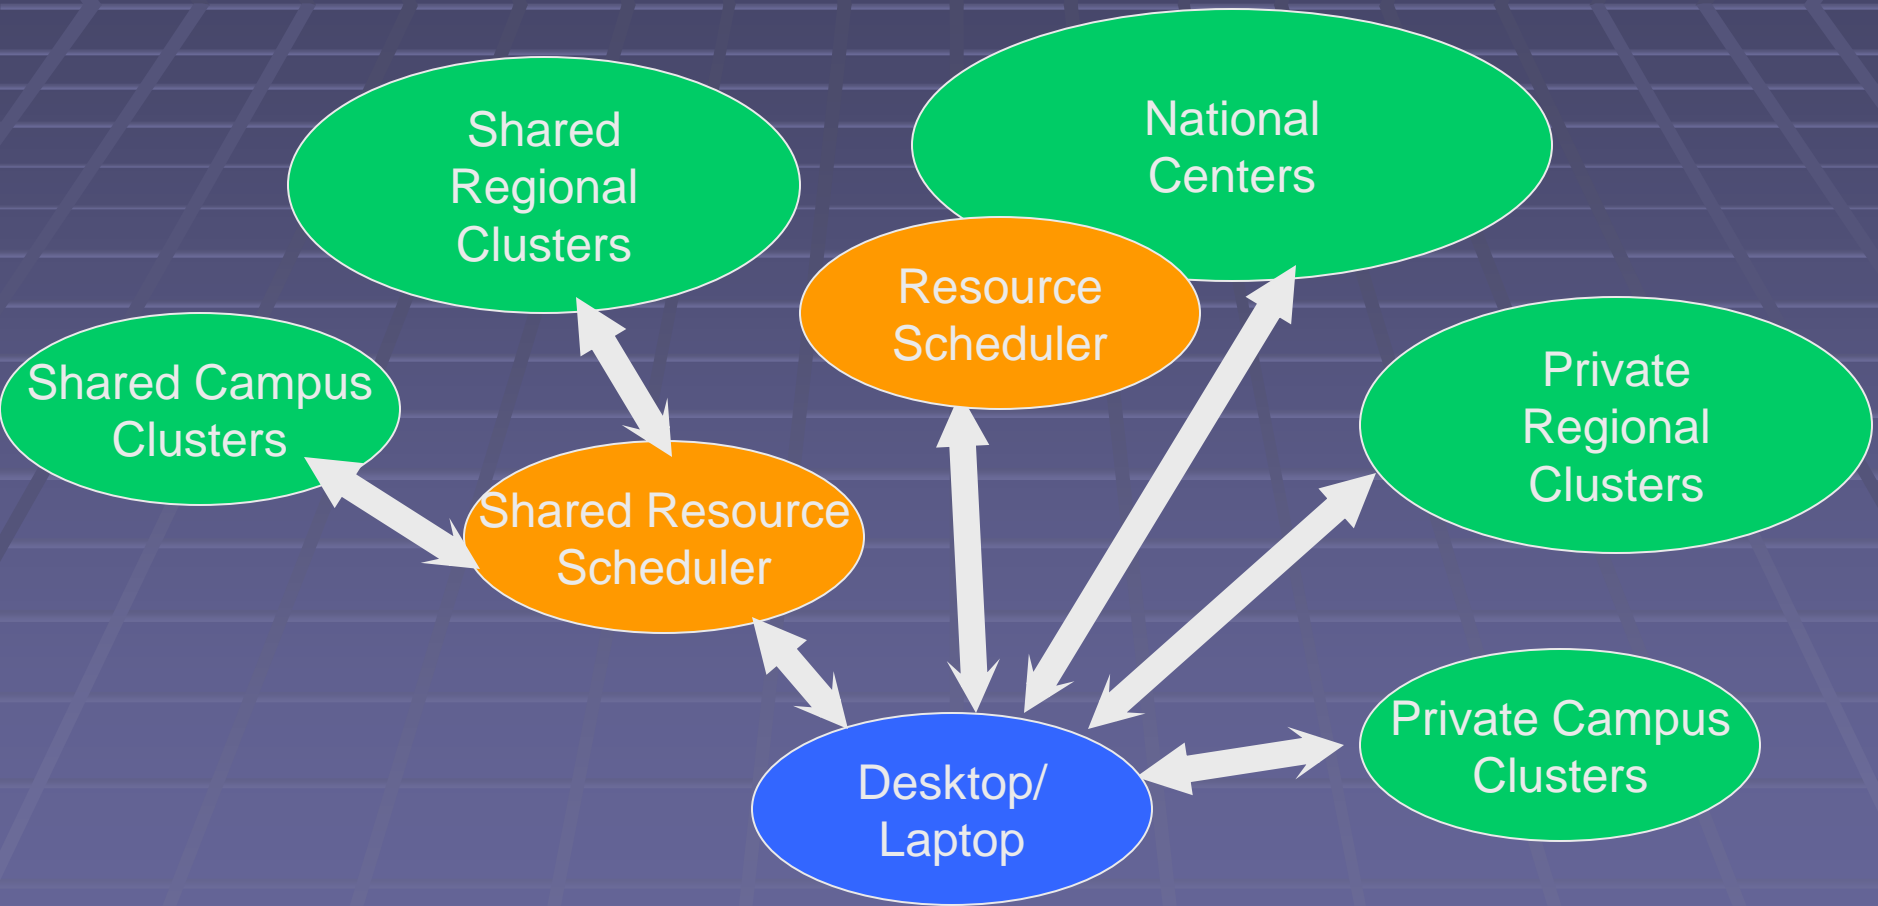 Shared
Regional
Clusters
National
Centers
Resource
Scheduler
Shared Campus
Clusters
Private
Regional
Clusters
Shared Resource
Scheduler
Private Campus
Clusters
Desktop/
Laptop